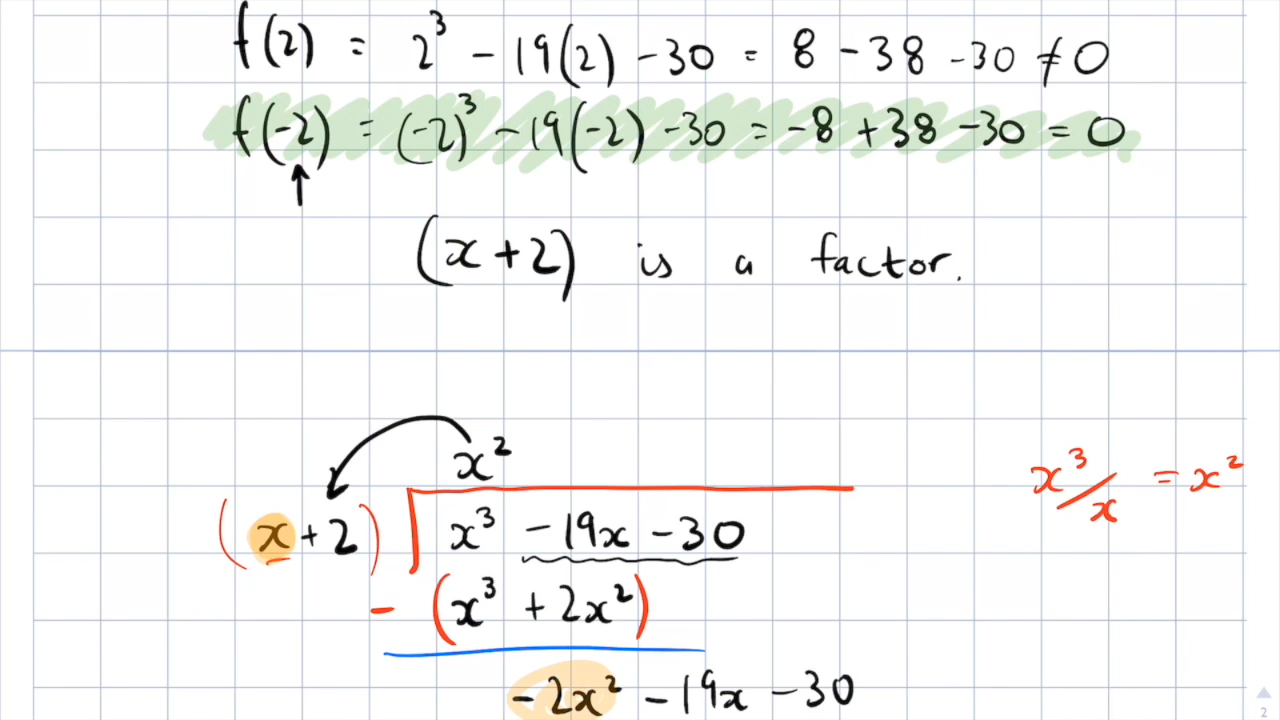 f(2) = 2³ - 19(2) - 30 = 8 - 38 - 30 ≠ 0
f(-2) = (-2)³ - 19(-2) - 30 = -8 + 38 - 30 = 0
(x+2) is a factor.
x²
x³/x = x²
(x+2) x³ - 19x - 30
- (x³ + 2x²)
-2x² - 19x - 30
2